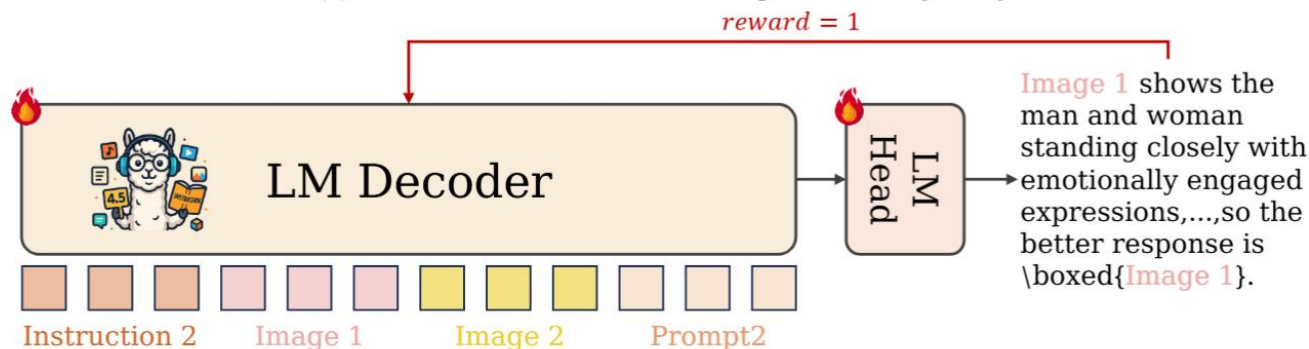 reward = 1
Image 1 shows the
man and woman
standing closely with
emotionally engaged
expressions,...,so the
better response is
\boxed{Image 1}.
LM Decoder
LM
Head
4.5
Instruction 2
Image 1
Image 2
Prompt2